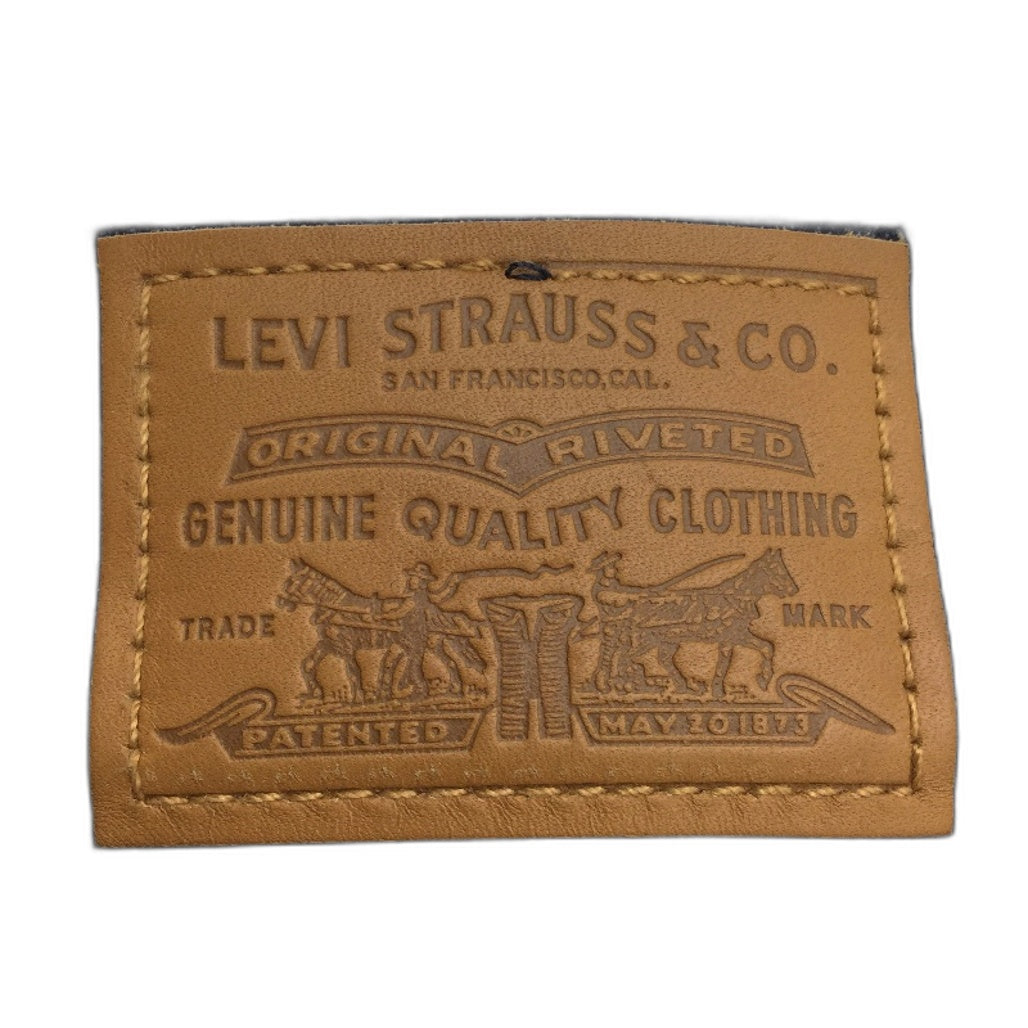 LEVI STRAUSS & CO.
SAN FRANCISCO, CAL.
ORIGINAL RIVETED
GENUINE QUALITY CLOTHING
TRADE MARK
PATENTED MAY 20 1873